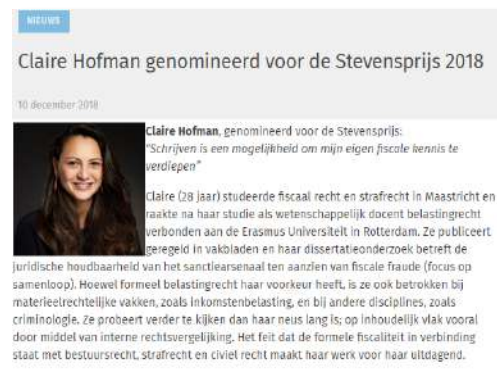 NIEUWS
Claire Hofman genomineerd voor de Stevensprijs 2018
10 december 2018
Claire Hofman, genomineerd voor de Stevensprijs:
"Schrijven is een mogelijkheid om mijn eigen fiscale kennis te
verdiepen"
Claire (28 jaar) studeerde fiscaal recht en strafrecht in Maastricht en
raakte na haar studie als wetenschappelijk docent belastingrecht
verbonden aan de Erasmus Universiteit in Rotterdam. Ze publiceert
geregeld in vakbladen en haar dissertatieonderzoek betreft de
juridische houdbaarheid van het sanctiearsenaal ten aanzien van fiscale fraude (focus op
samenloop). Hoewel formeel belastingrecht haar voorkeur heeft, is ze ook betrokken bij
materieelrechtelijke vakken, zoals inkomstenbelasting, en bij andere disciplines, zoals
criminologie. Ze probeert verder te kijken dan haar neus lang is; op inhoudelijk vlak vooral
door middel van interne rechtsvergelijking. Het feit dat de formele fiscaliteit in verbinding
staat met bestuursrecht, strafrecht en civiel recht maakt haar werk voor haar uitdagend.